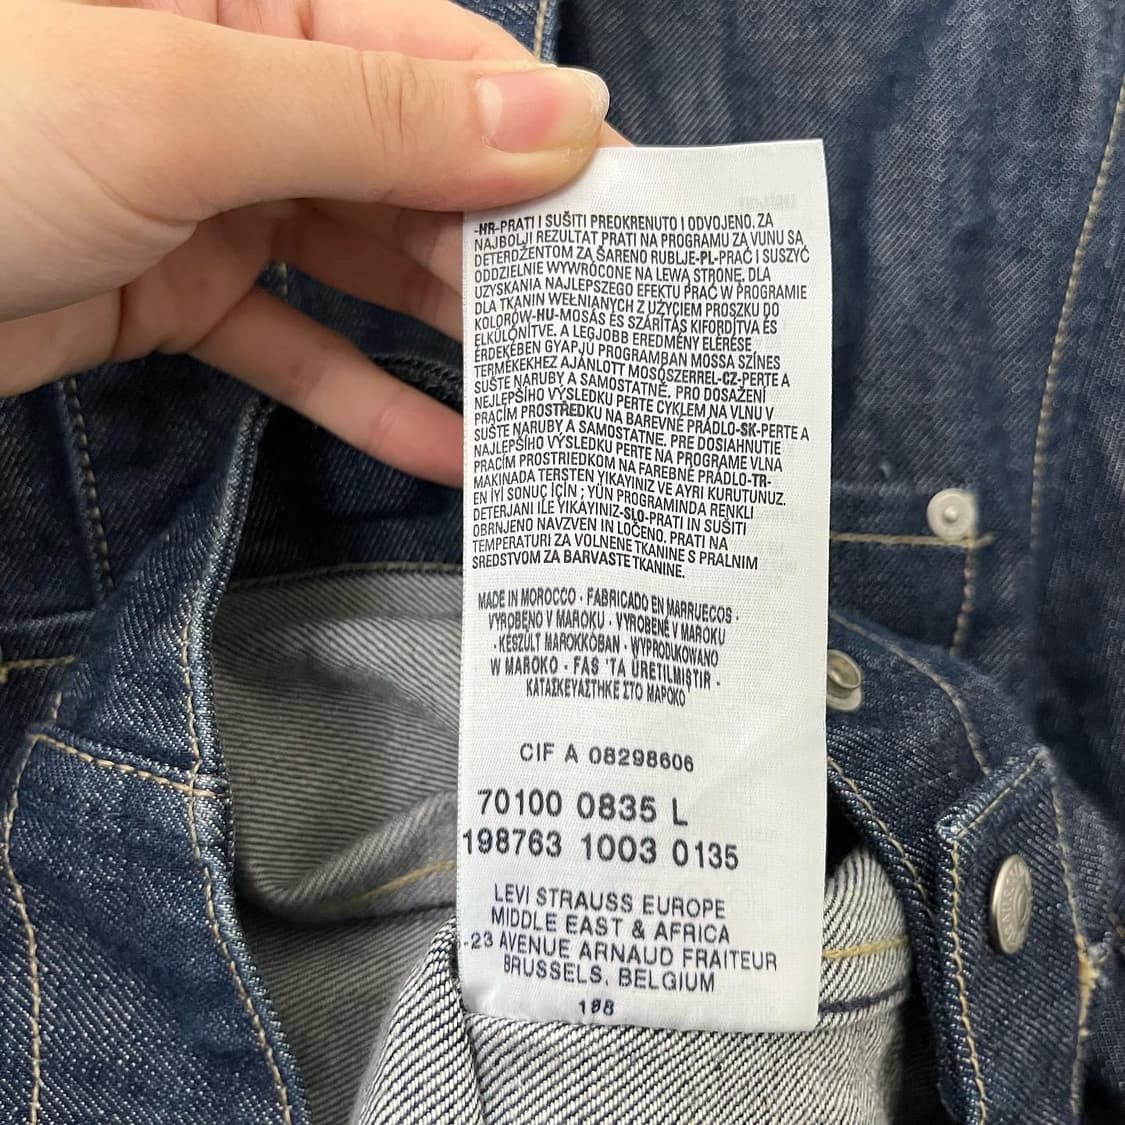 -HR-PRATI I SUŠITI PREOKRENUTO I ODVOJENO. ZA
NAJBOLJI REZULTAT PRATI NA PROGRAMU ZA VUNU SA
DETERDŽENTOM ZA ŠARENO RUBLJE-PL-PRAĆ I SUSZYĆ
ODDZIELNIE WYWRÓCONE NA LEWĄ STRONĘ. DLA
UZYSKANIA NAJLEPSZEGO EFEKTU PRAĆ W PROGRAMIE
DLA TKANIN WEŁNIANYCH Z UŻYCIEM PROSZKU DO
KOLORÓW-HU-MOSÁS ÉS SZÁRÍTÁS KIFORDÍTVA ÉS
ELKÜLÖNÍTVE. A LEGJOBB EREDMÉNY ELÉRÉSE
ÉRDEKÉBEN GYAPJÚ PROGRAMBAN MOSSA SZÍNES
TERMÉKEKHEZ AJÁNLOTT MOSÓSZERREL-CZ-PERTE A
SUŠTE NARUBY A SAMOSTATNĚ. PRO DOSAŽENÍ
NEJLEPŠÍHO VÝSLEDKU PERTE CYKLEM NA VLNU V
PRACÍM PROSTŘEDKU NA BAREVNÉ PRÁDLO-SK-PERTE A
SUŠTE NARUBY A SAMOSTATNE. PRE DOSIAHNUTIE
NAJLEPŠÍHO VÝSLEDKU PERTE NA PROGRAME VLNA
PRACÍM PROSTRIEDKOM NA FAREBNÉ PRÁDLO-TR-
MAKINADA TERSTEN YIKAYINIZ VE AYRI KURUTUNUZ.
EN İYİ SONUÇ İÇİN ; YÜN PROGRAMINDA RENKLI
DETERJANI ILE YIKAYINIZ-SLO-PRATI IN SUŠITI
OBRNJENO NAVZVEN IN LOČENO. PRATI NA
TEMPERATURI ZA VOLNENE TKANINE S PRALNIM
SREDSTVOM ZA BARVASTE TKANINE.
MADE IN MOROCCO · FABRICADO EN MARRUECOS ·
VYROBENO V MAROKU · VYROBENÉ V MAROKU
· KÉSZÜLT MAROKKÓBAN · WYPRODUKOWANO
W MAROKO · FAS 'TA ÜRETILMIŞTIR ·
ΚΑΤΑΣΚΕΥΑΣΤΗΚΕ ΣΤΟ ΜΑΡΟΚΟ
CIF A 08298606
70100 0835 L
198763 1003 0135
LEVI STRAUSS EUROPE
MIDDLE EAST & AFRICA
-23 AVENUE ARNAUD FRAITEUR
BRUSSELS, BELGIUM
198